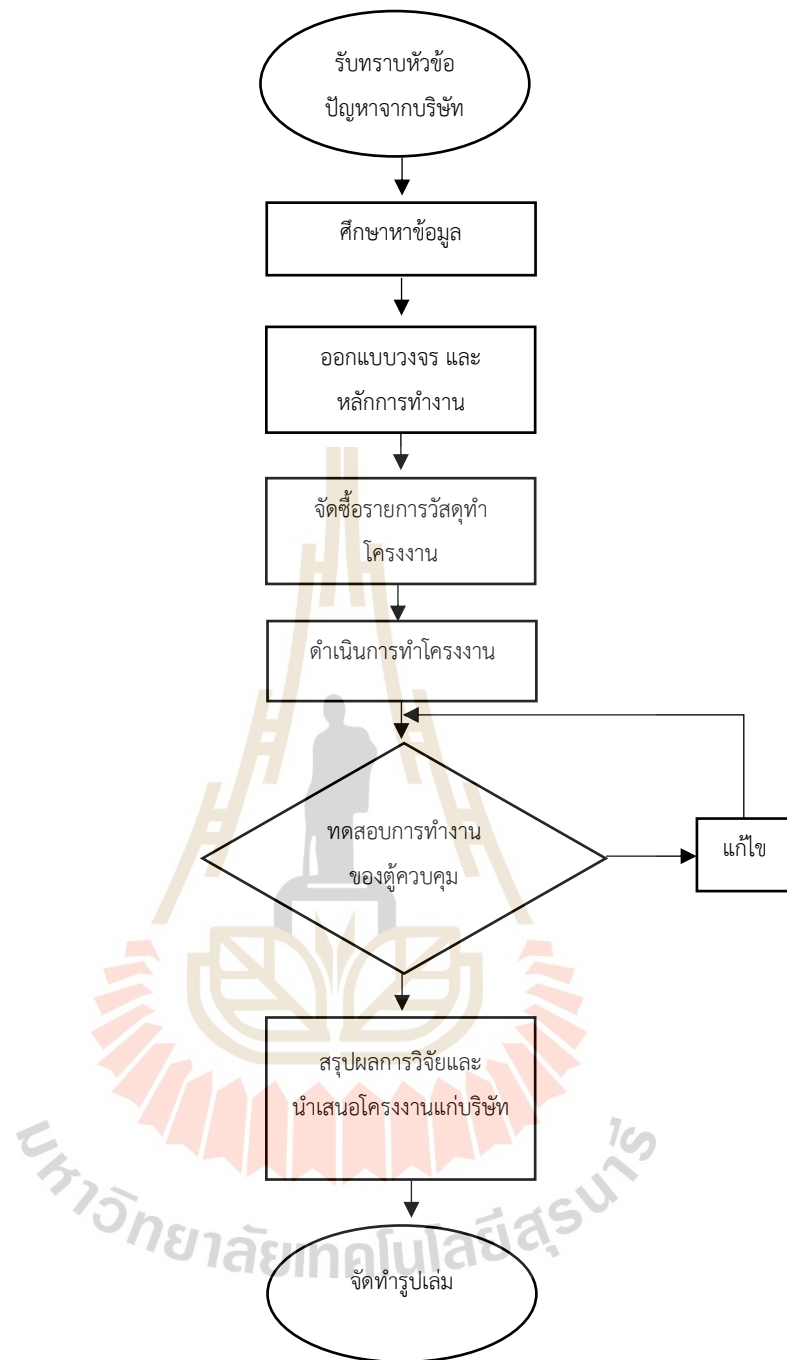 รับทราบหัวข้อ
ปัญหาจากบริษัท
ศึกษาหาข้อมูล
ออกแบบวงจร และ
หลักการทำงาน
จัดซื้อรายการวัสดุทำ
โครงงาน
ดำเนินการทำโครงงาน
ทดสอบการทำงาน
ของตู้ควบคุม
แก้ไข
สรุปผลการวิจัยและ
นำเสนอโครงงานแก่บริษัท
จัดทำรูปเล่ม
มหาวิทยาลัยเทคโนโลยีสุรนารี